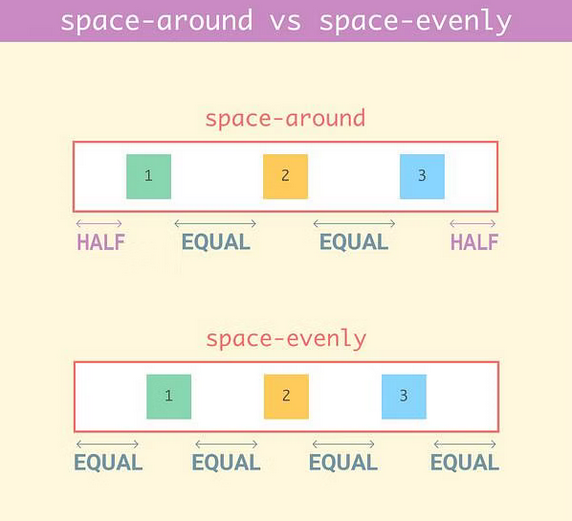 space-around vs space-evenly
space-around
1 2 3
HALF EQUAL EQUAL HALF
space-evenly
1 2 3
EQUAL EQUAL EQUAL EQUAL